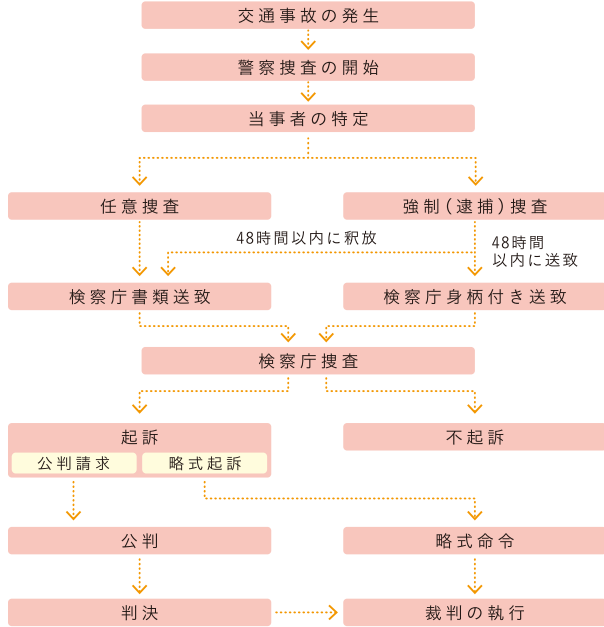 交通事故の発生
警察捜査の開始
当事者の特定
任意捜査
強制(逮捕)捜査
48時間以内に釈放
48時間
以内に送致
検察庁書類送致
検察庁身柄付き送致
検察庁捜査
起訴
不起訴
公判請求
略式起訴
公判
略式命令
判決
裁判の執行